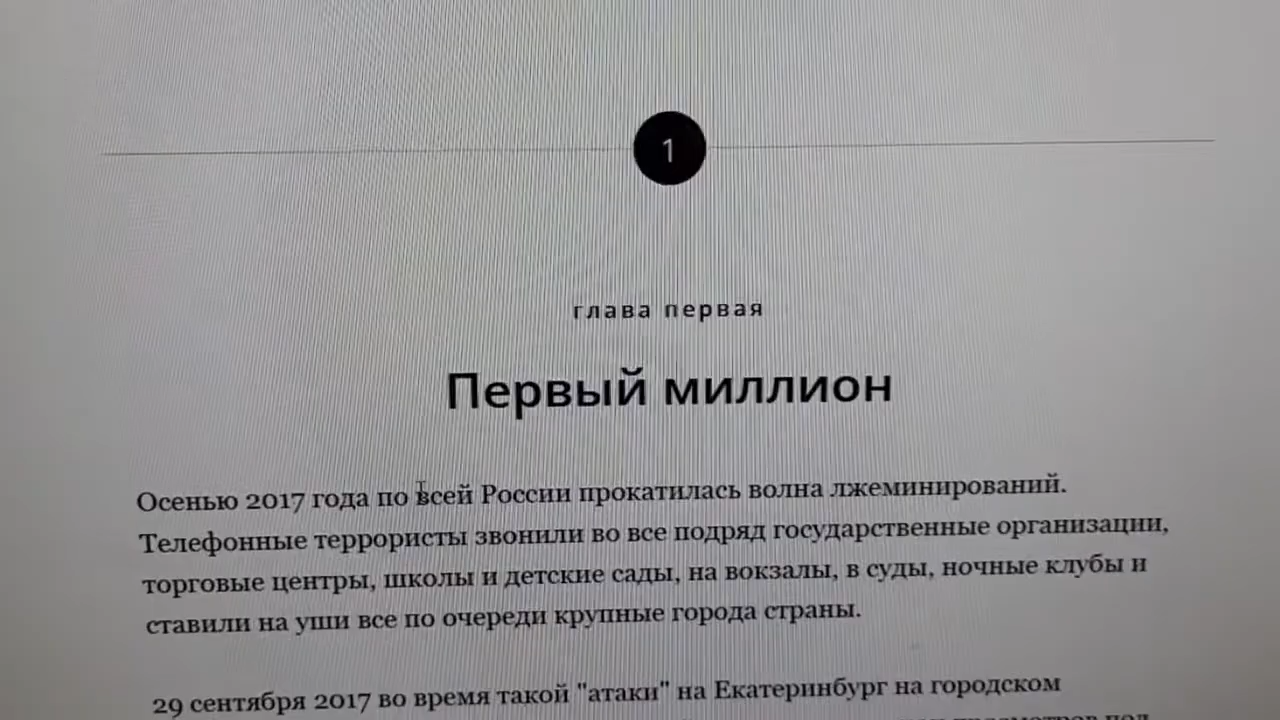 1
глава первая
Первый миллион
Осенью 2017 года по всей России прокатилась волна лжеминирований.
Телефонные террористы звонили во все подряд государственные организации,
торговые центры, школы и детские сады, на вокзалы, в суды, ночные клубы и
ставили на уши все по очереди крупные города страны.
29 сентября 2017 во время такой "атаки" на Екатеринбург на городском